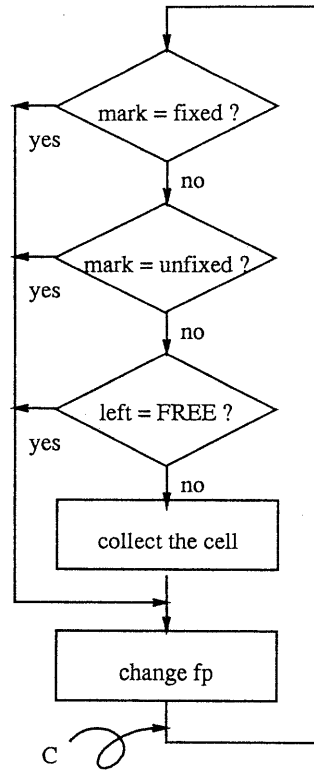 mark = fixed ?
yes
no
mark = unfixed ?
yes
no
left = FREE ?
yes
no
collect the cell
change fp
C